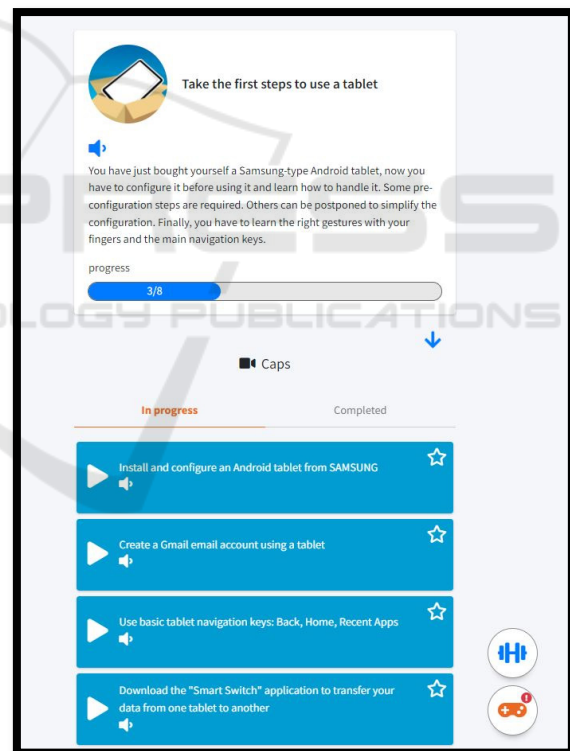 Take the first steps to use a tablet
You have just bought yourself a Samsung-type Android tablet, now you
have to configure it before using it and learn how to handle it. Some pre-
configuration steps are required. Others can be postponed to simplify the
configuration. Finally, you have to learn the right gestures with your
fingers and the main navigation keys.
progress
3/8
Caps
In progress
Completed
Install and configure an Android tablet from SAMSUNG
Create a Gmail email account using a tablet
Use basic tablet navigation keys: Back, Home, Recent Apps
Download the "Smart Switch" application to transfer your
data from one tablet to another
PRESS
OLOGY PUBLICATIONS